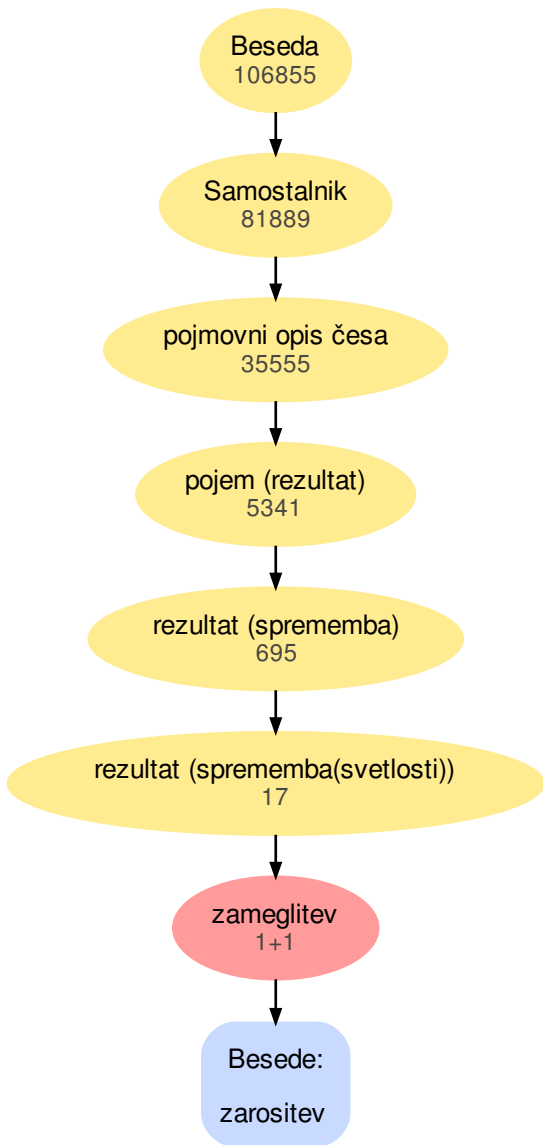 Beseda
106855
Samostalnik
81889
pojmovni opis česa
35555
pojem (rezultat)
5341
rezultat (sprememba)
695
rezultat (sprememba(svetlosti))
17
zameglitev
1+1
Besede:
zarositev